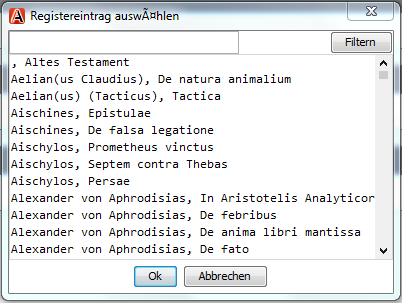 Registereintrag auswÃ¤hlen
Filtern
, Altes Testament
Aelian(us Claudius), De natura animalium
Aelian(us) (Tacticus), Tactica
Aischines, Epistulae
Aischines, De falsa legatione
Aischylos, Prometheus vinctus
Aischylos, Septem contra Thebas
Aischylos, Persae
Alexander von Aphrodisias, In Aristotelis Analyticor
Alexander von Aphrodisias, De febribus
Alexander von Aphrodisias, De anima libri mantissa
Alexander von Aphrodisias, De fato
Ok Abbrechen